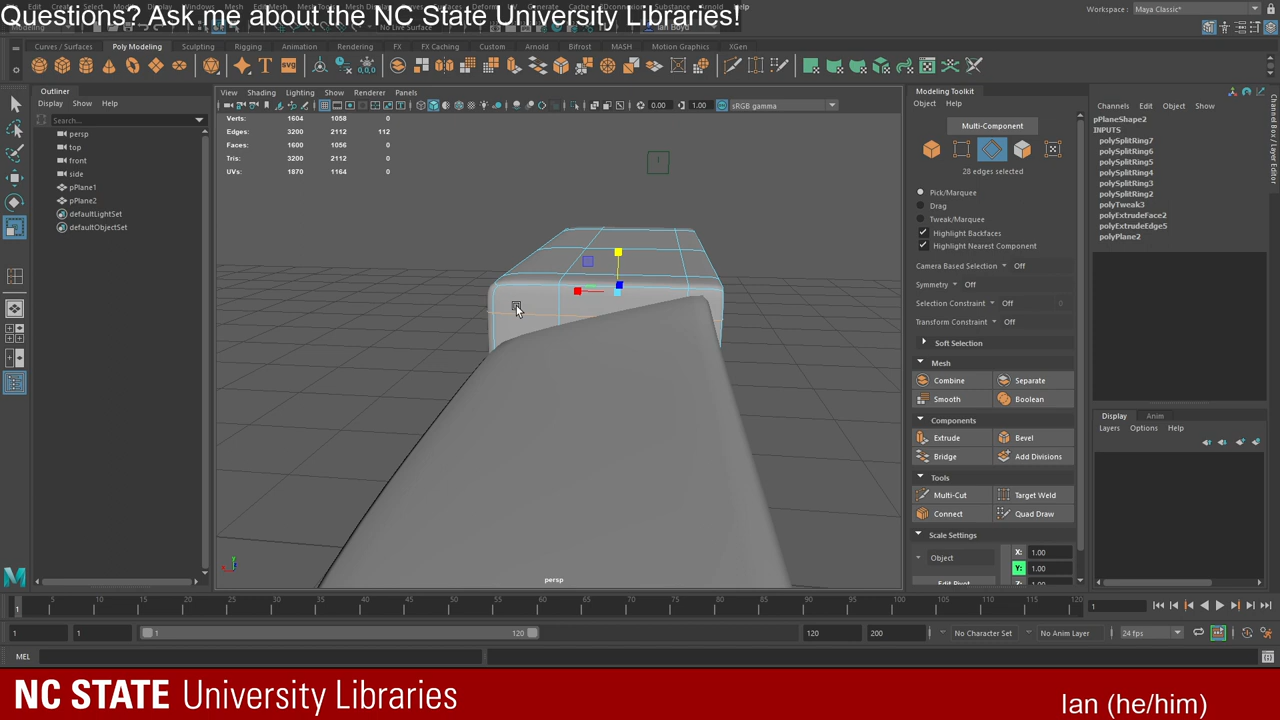 Questions? Ask me about the NC State University Libraries!
Workspace : Maya Classic*
Curves / Surfaces Poly Modeling Sculpting Rigging Animation Rendering FX FX Caching Custom Arnold Bifrost MASH Motion Graphics XGen
Outliner
Display Show Help
Search...
persp
top
front
side
pPlane1
pPlane2
defaultLightSet
defaultObjectSet
View Shading Lighting Show Renderer Panels
0.00 1.00 sRGB gamma
Verts: 1604 1058 0
Edges: 3200 2112 112
Faces: 1600 1056 0
Tris: 3200 2112 0
UVs: 1870 1164 0
persp
Modeling Toolkit
Object Help
Multi-Component
28 edges selected
Pick/Marquee
Drag
Tweak/Marquee
Highlight Backfaces
Highlight Nearest Component
Camera Based Selection Off
Symmetry Off
Selection Constraint Off 0
Transform Constraint Off
Soft Selection
Mesh
Combine Separate
Smooth Boolean
Components
Extrude Bevel
Bridge Add Divisions
Tools
Multi-Cut Target Weld
Connect Quad Draw
Scale Settings
Object
X: 1.00
Y: 1.00
Channels Edit Object Show
pPlaneShape2
INPUTS
polySplitRing7
polySplitRing6
polySplitRing5
polySplitRing4
polySplitRing3
polySplitRing2
polyTweak3
polyExtrudeFace2
polyExtrudeEdge5
polyPlane2
Display Anim
Layers Options Help
Channel Box / Layer Editor
5 10 15 20 25 30 35 40 45 50 55 60 65 70 75 80 85 90 95 100 105 110 115 120
1 1
1 1 1 120 120 200 No Character Set No Anim Layer 24 fps
MEL
NC STATE University Libraries
Ian (he/him)